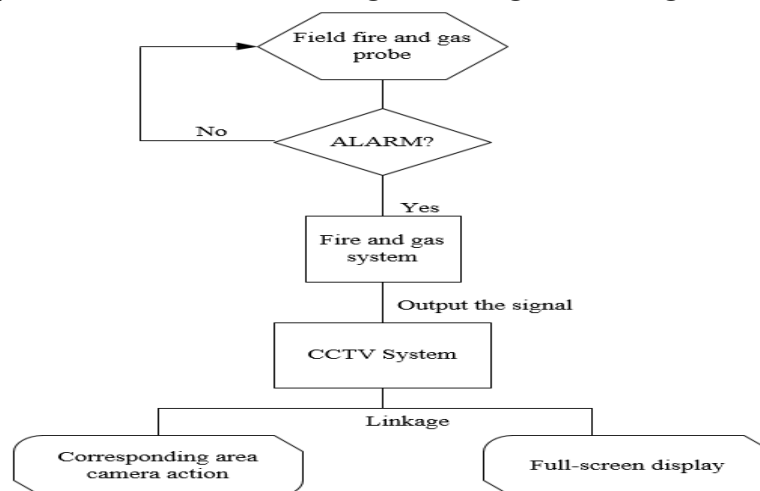 Field fire and gas
probe
No
ALARM?
Yes
Fire and gas
system
Output the signal
CCTV System
Linkage
Corresponding area
camera action
Full-screen display